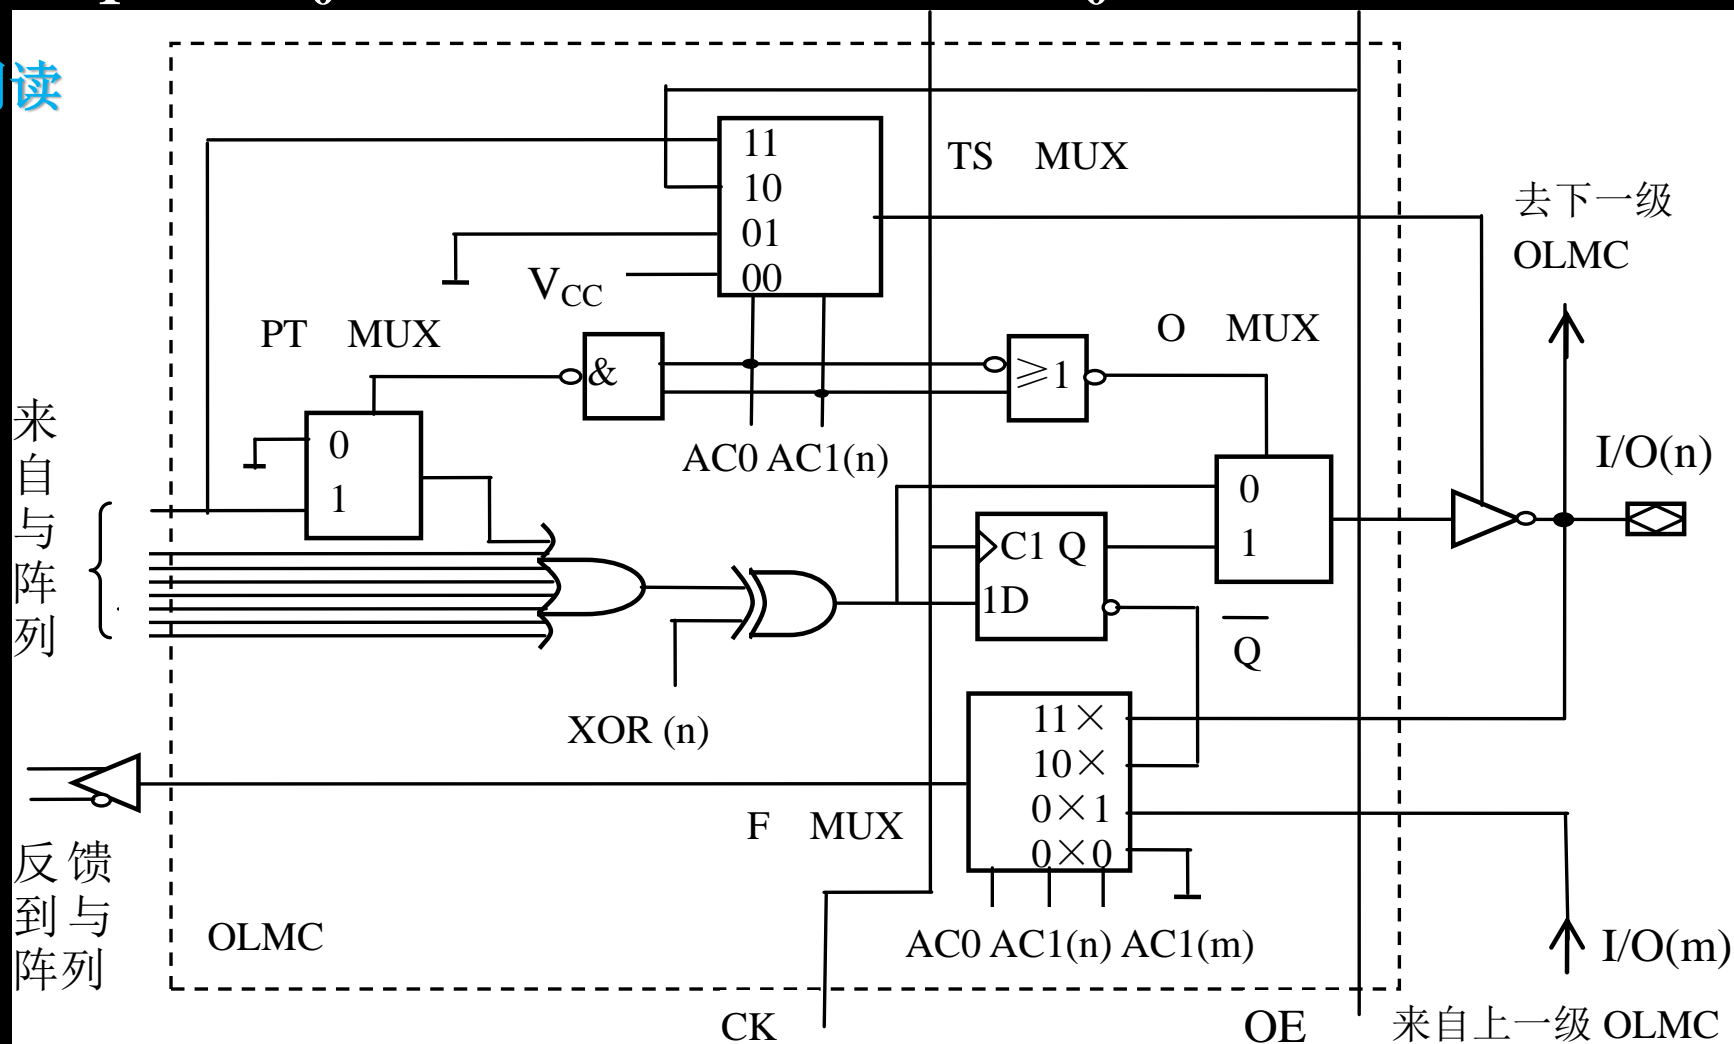 读
11
10
01
00
TS MUX
V_CC
去下一级
OLMC
PT MUX
&
≥1
O MUX
AC0 AC1(n)
来自与阵列
0
1
0
1
I/O(n)
C1 Q
1D
Q̅
XOR (n)
11×
10×
0×1
0×0
F MUX
反馈
到与
阵列
OLMC
AC0 AC1(n) AC1(m)
I/O(m)
CK
OE
来自上一级 OLMC